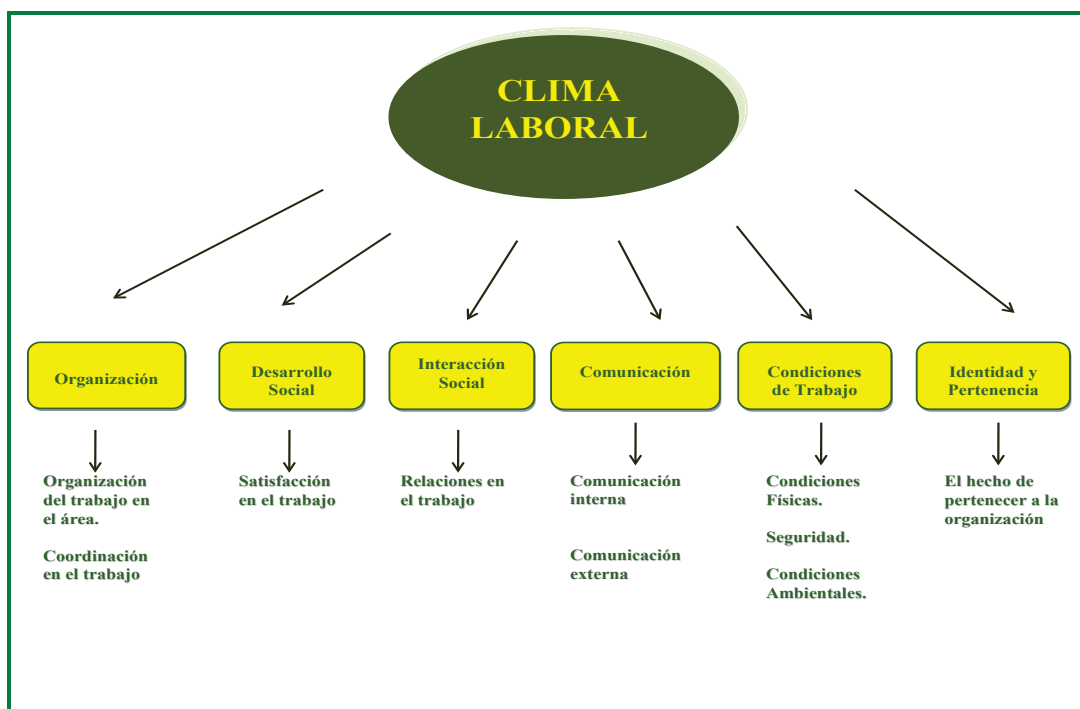 CLIMA
LABORAL
Organización
Desarrollo
Social
Interacción
Social
Comunicación
Condiciones
de Trabajo
Identidad y
Pertenencia
Organización
del trabajo en
el área.
Coordinación
en el trabajo
Satisfacción
en el trabajo
Relaciones en
el trabajo
Comunicación
interna
Comunicación
externa
Condiciones
Físicas.
Seguridad.
Condiciones
Ambientales.
El hecho de
pertenecer a la
organización